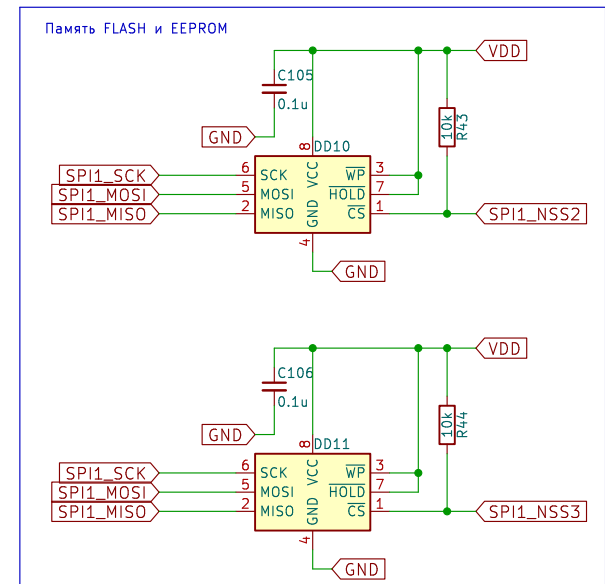 Память FLASH и EEPROM
VDD
C105
0.1u
10k
R43
GND
8
DD10
SPI1_SCK
6
SCK
VCC
WP
3
SPI1_MOSI
5
MOSI
HOLD
7
SPI1_MISO
2
MISO
GND
CS
1
SPI1_NSS2
4
GND
VDD
C106
0.1u
10k
R44
GND
8
DD11
SPI1_SCK
6
SCK
VCC
WP
3
SPI1_MOSI
5
MOSI
HOLD
7
SPI1_MISO
2
MISO
GND
CS
1
SPI1_NSS3
4
GND